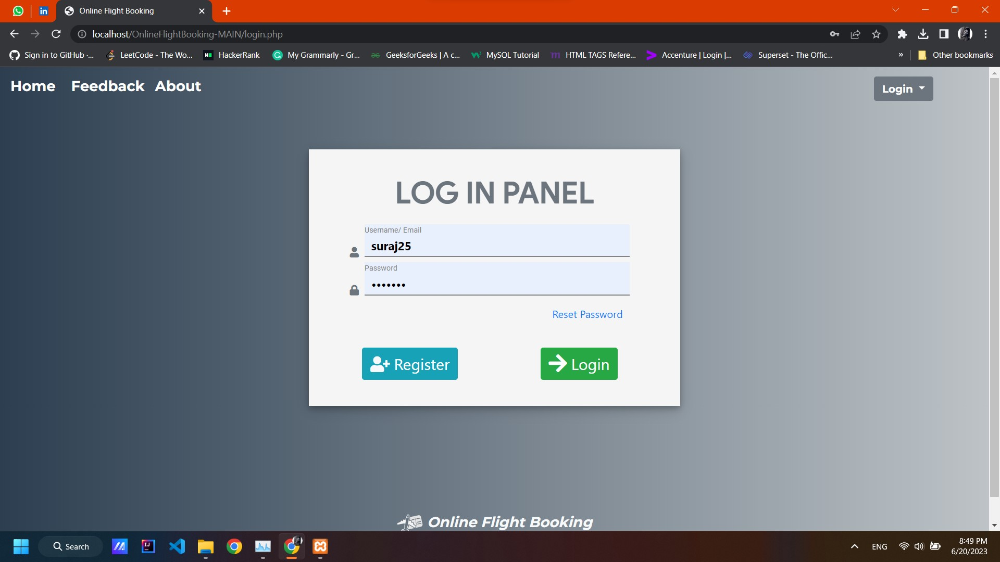 Online Flight Booking
localhost/OnlineFlightBooking-MAIN/login.php
Sign in to GitHub ·... LeetCode - The Wo... HackerRank My Grammarly - Gr... GeeksforGeeks | A c... MySQL Tutorial HTML TAGS Refere... Accenture | Login |... Superset - The Offic... » Other bookmarks
Home Feedback About Login
LOG IN PANEL
Username/ Email
suraj25
Password
•••••••
Reset Password
Register Login
Online Flight Booking
Search ENG 8:49 PM
6/20/2023